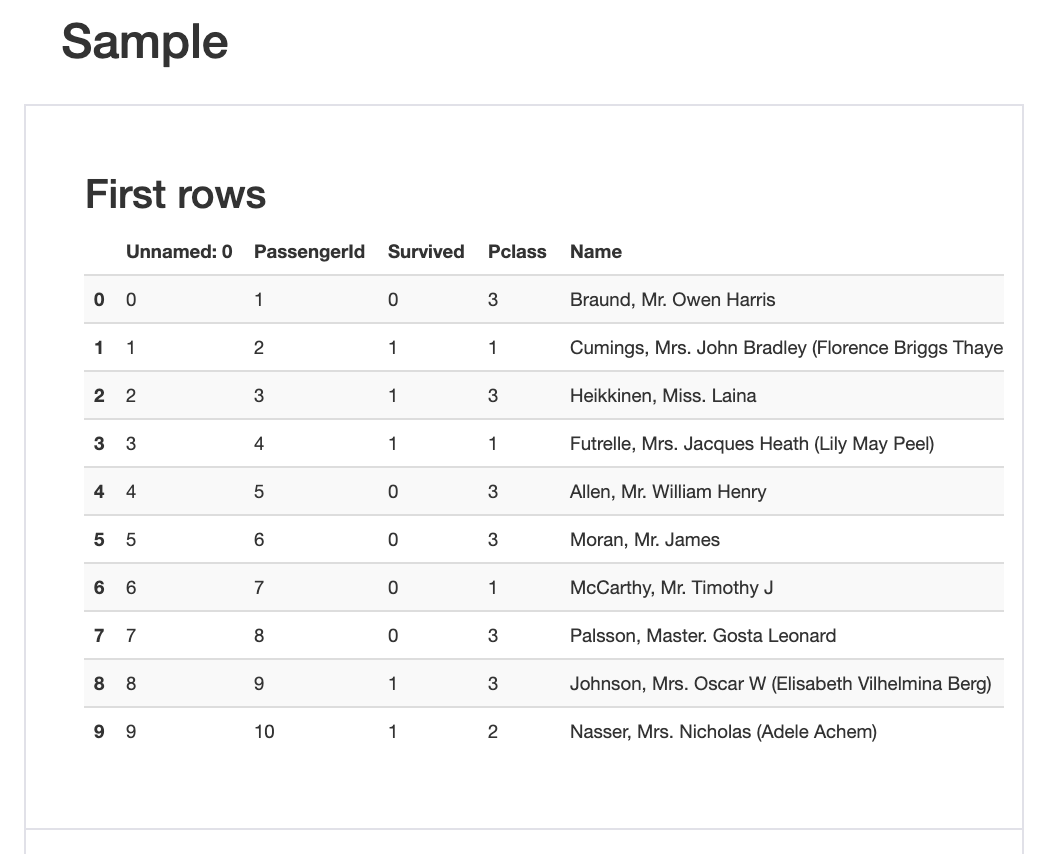 Sample
First rows
Unnamed: 0 PassengerId Survived Pclass Name
0 0 1 0 3 Braund, Mr. Owen Harris
1 1 2 1 1 Cumings, Mrs. John Bradley (Florence Briggs Thaye
2 2 3 1 3 Heikkinen, Miss. Laina
3 3 4 1 1 Futrelle, Mrs. Jacques Heath (Lily May Peel)
4 4 5 0 3 Allen, Mr. William Henry
5 5 6 0 3 Moran, Mr. James
6 6 7 0 1 McCarthy, Mr. Timothy J
7 7 8 0 3 Palsson, Master. Gosta Leonard
8 8 9 1 3 Johnson, Mrs. Oscar W (Elisabeth Vilhelmina Berg)
9 9 10 1 2 Nasser, Mrs. Nicholas (Adele Achem)